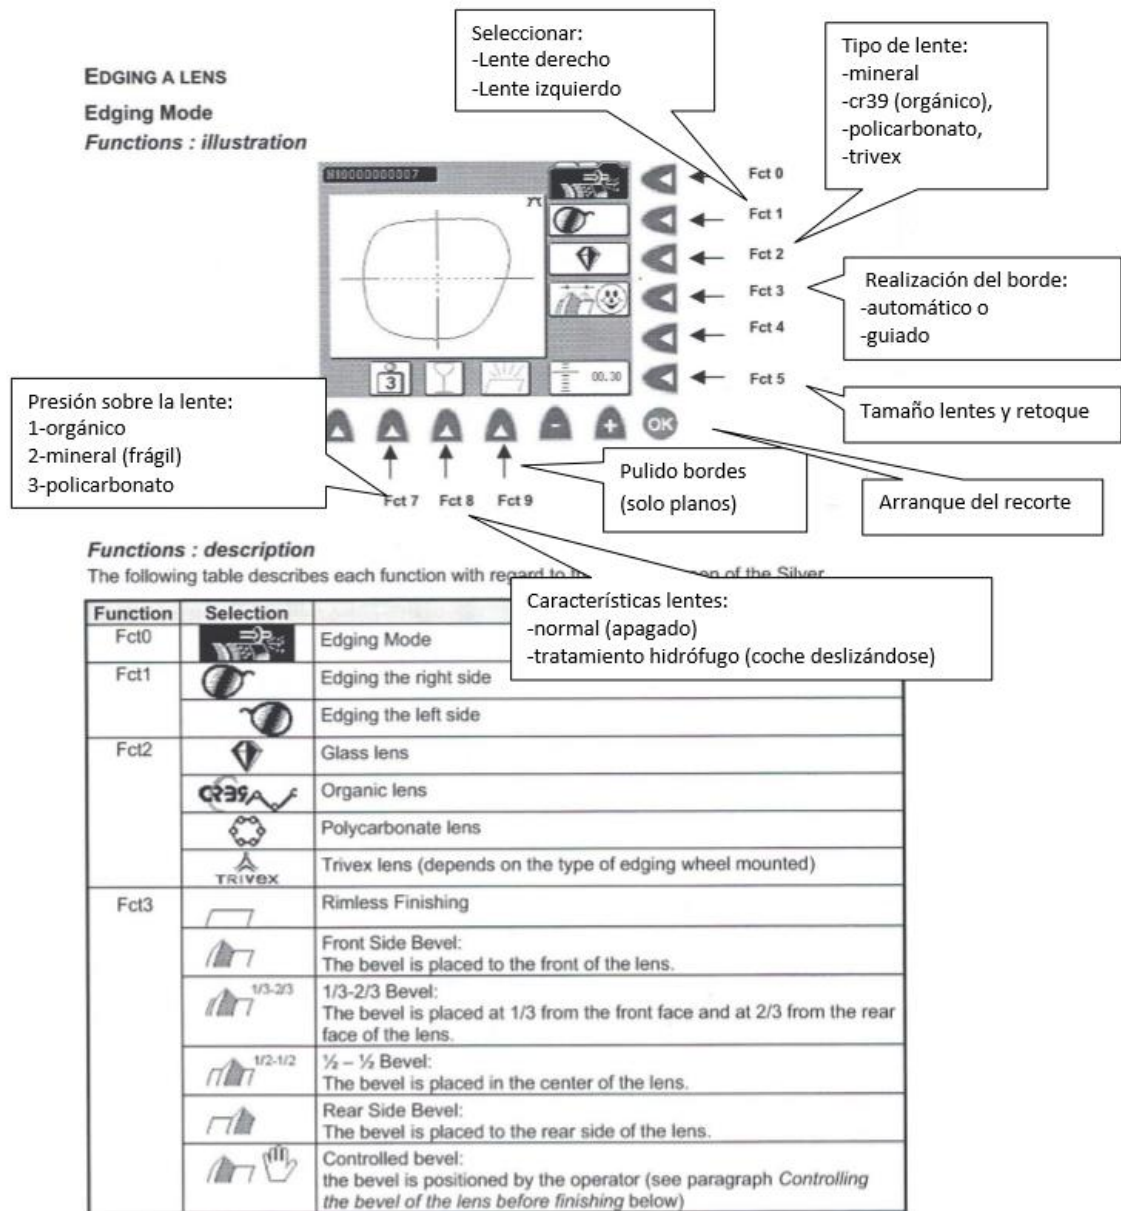 Seleccionar:
-Lente derecho
-Lente izquierdo
Tipo de lente:
-mineral
-cr39 (orgánico),
-policarbonato,
-trivex
EDGING A LENS
Edging Mode
Functions : illustration
N00000000007
Fct 0
Fct 1
Fct 2
Fct 3
Fct 4
Fct 5
Realización del borde:
-automático o
-guiado
3
00.30
OK
Tamaño lentes y retoque
Presión sobre la lente:
1-orgánico
2-mineral (frágil)
3-policarbonato
Pulido bordes
(solo planos)
Arranque del recorte
Fct 7 Fct 8 Fct 9
Functions : description
The following table describes each function with regard to of the Silver
Características lentes:
-normal (apagado)
-tratamiento hidrófugo (coche deslizándose)
Function Selection
Fct0 Edging Mode
Fct1 Edging the right side
Edging the left side
Fct2 Glass lens
CR39 Organic lens
Polycarbonate lens
TRIVEX Trivex lens (depends on the type of edging wheel mounted)
Fct3 Rimless Finishing
Front Side Bevel:
The bevel is placed to the front of the lens.
1/3-2/3 1/3-2/3 Bevel:
The bevel is placed at 1/3 from the front face and at 2/3 from the rear
face of the lens.
1/2-1/2 ½ – ½ Bevel:
The bevel is placed in the center of the lens.
Rear Side Bevel:
The bevel is placed to the rear side of the lens.
Controlled bevel:
the bevel is positioned by the operator (see paragraph Controlling
the bevel of the lens before finishing below)